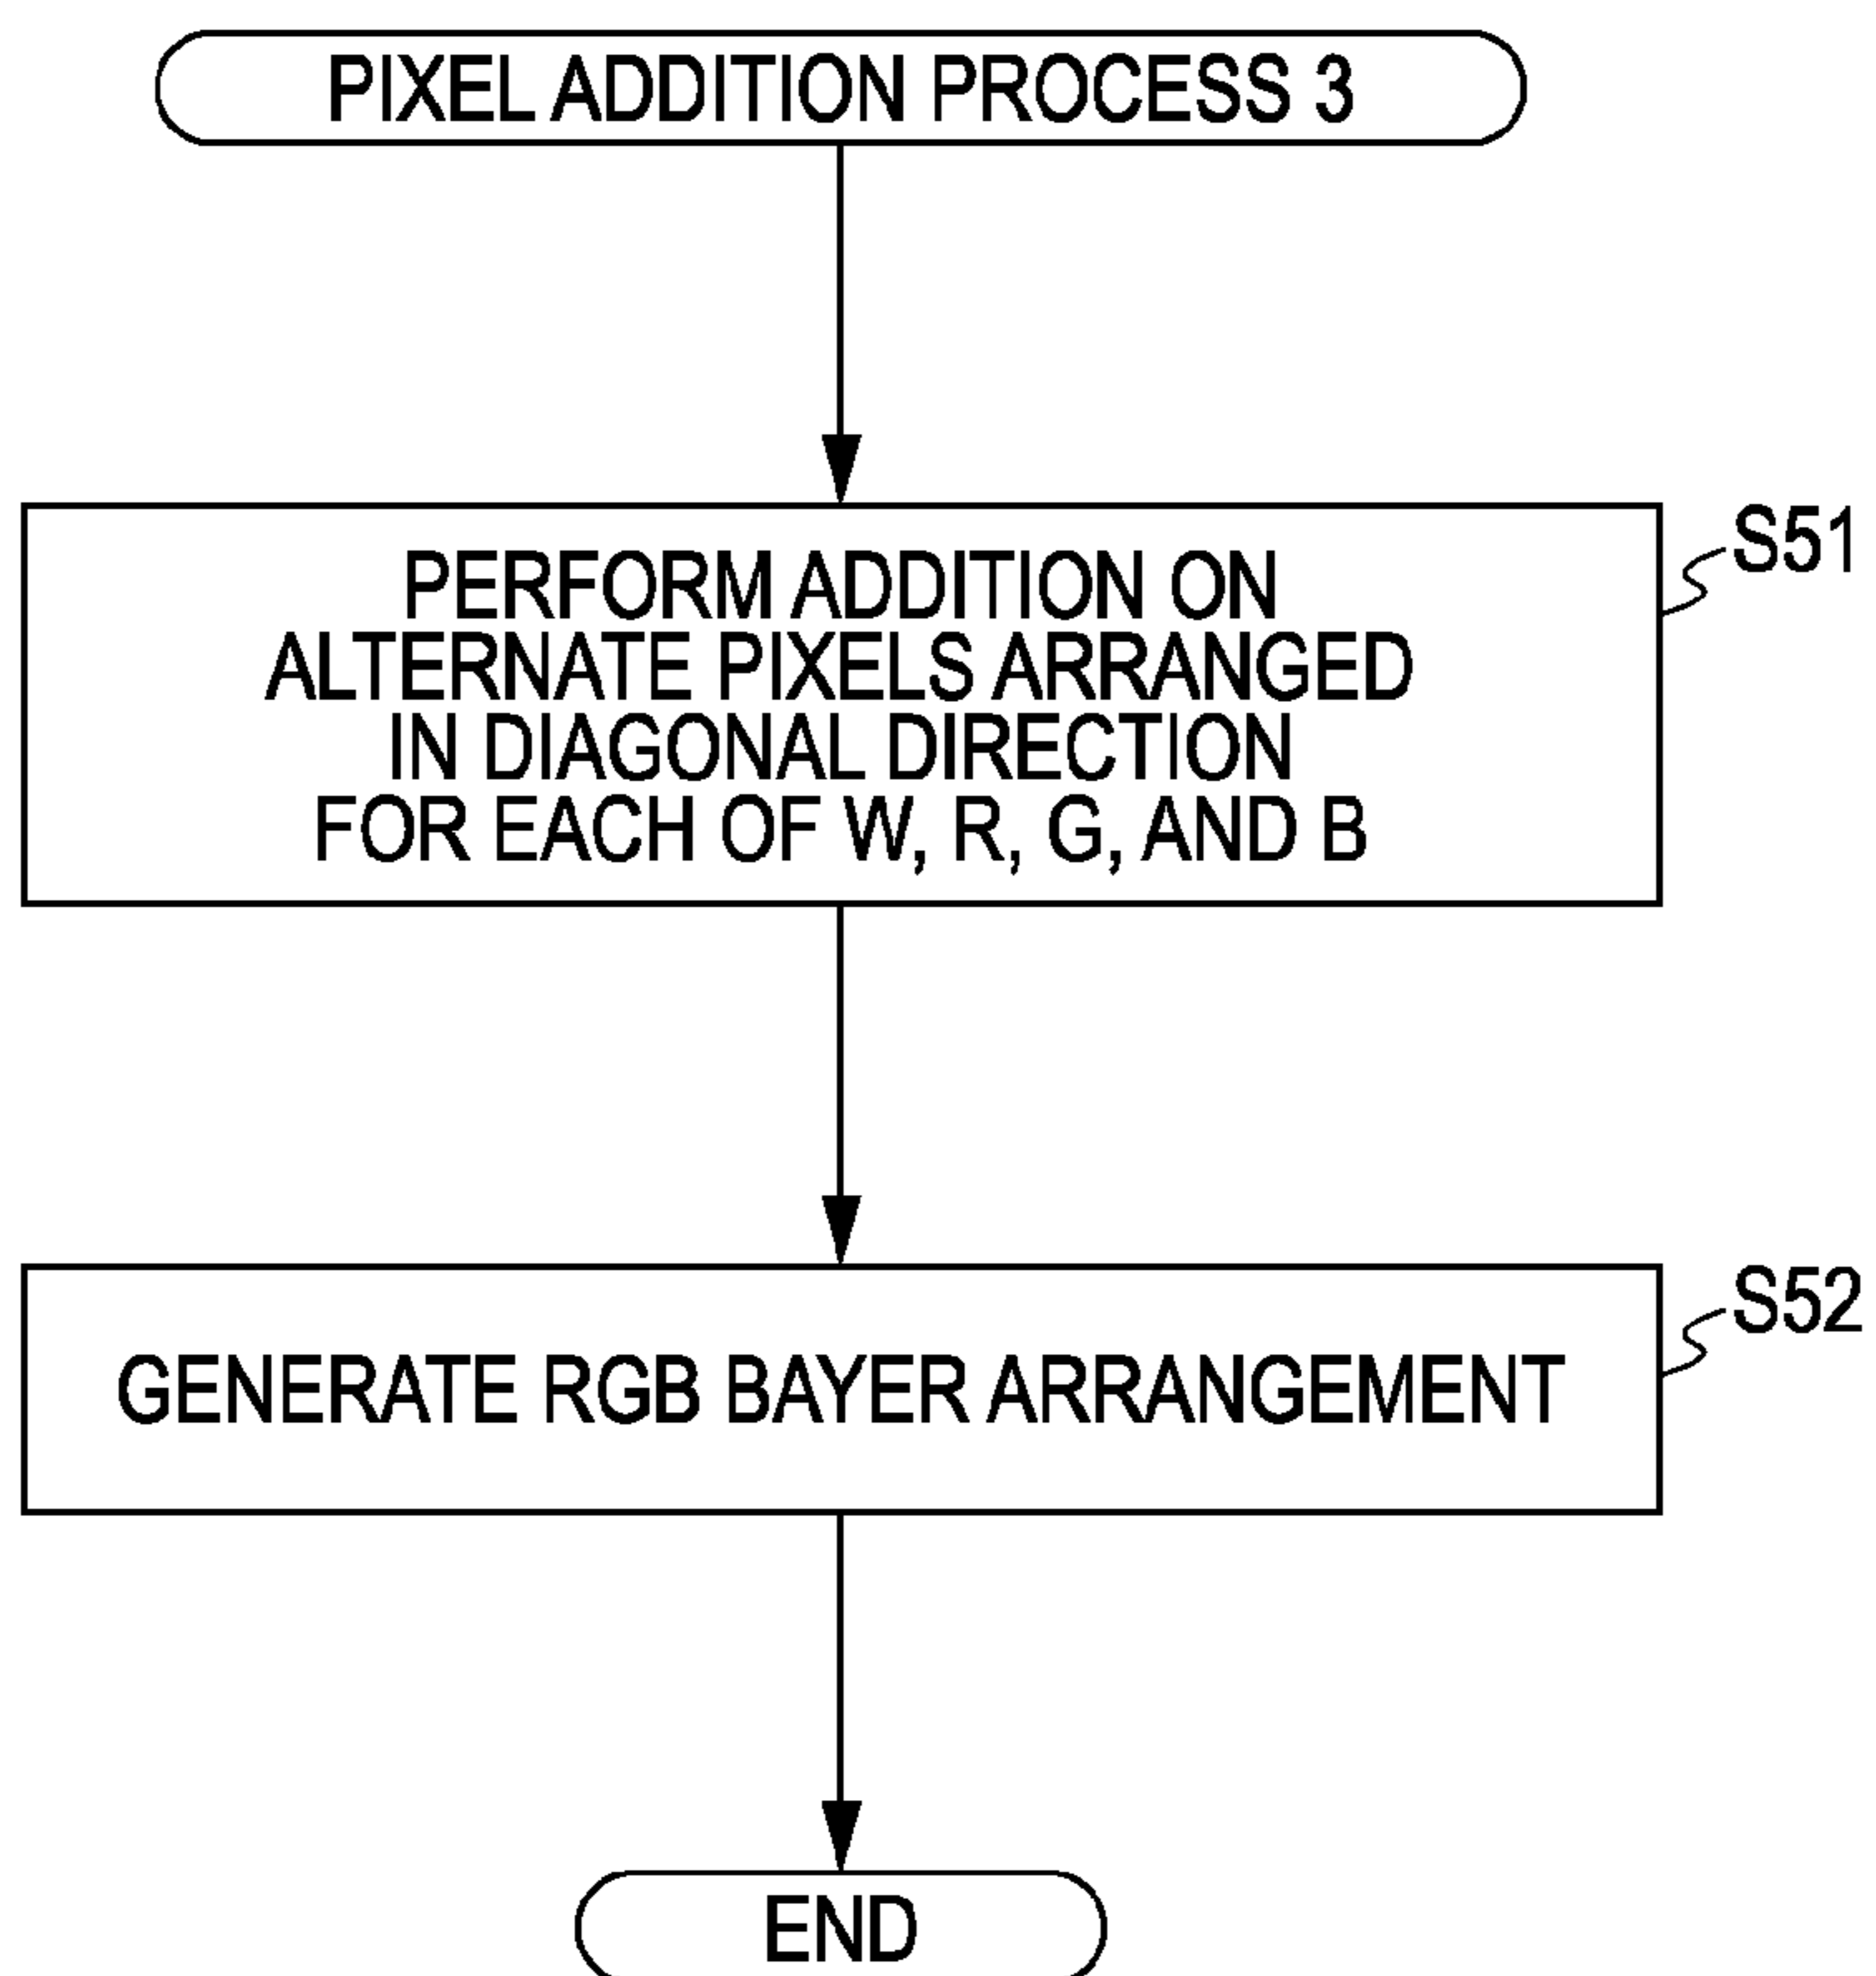 PIXEL ADDITION PROCESS 3
PERFORM ADDITION ON
ALTERNATE PIXELS ARRANGED
IN DIAGONAL DIRECTION
FOR EACH OF W, R, G, AND B
S51
GENERATE RGB BAYER ARRANGEMENT
S52
END